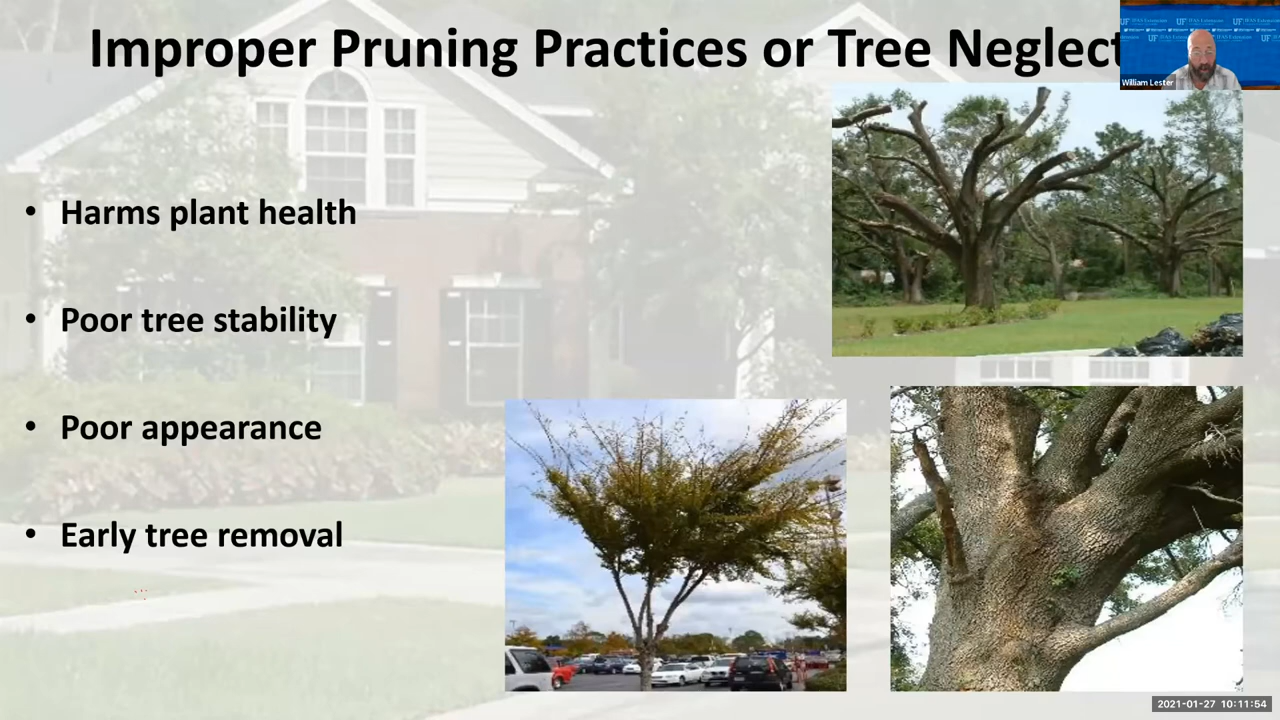 Improper Pruning Practices or Tree Neglect
William Lester
• Harms plant health
• Poor tree stability
• Poor appearance
• Early tree removal
2021-01-27 10:11:54